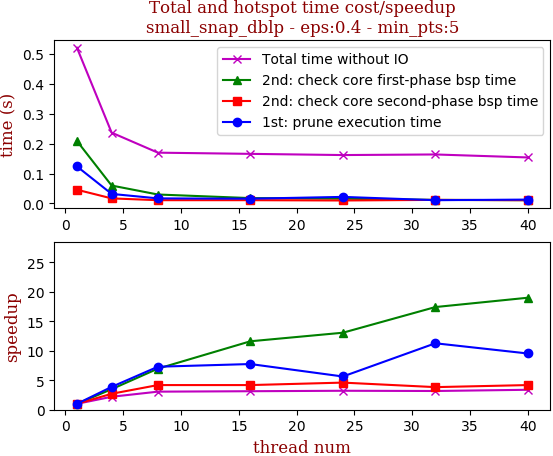 Total and hotspot time cost/speedup
small_snap_dblp - eps:0.4 - min_pts:5
time (s)
0.5
0.4
0.3
0.2
0.1
0.0
Total time without IO
2nd: check core first-phase bsp time
2nd: check core second-phase bsp time
1st: prune execution time
0 5 10 15 20 25 30 35 40
speedup
25
20
15
10
5
0
0 5 10 15 20 25 30 35 40
thread num